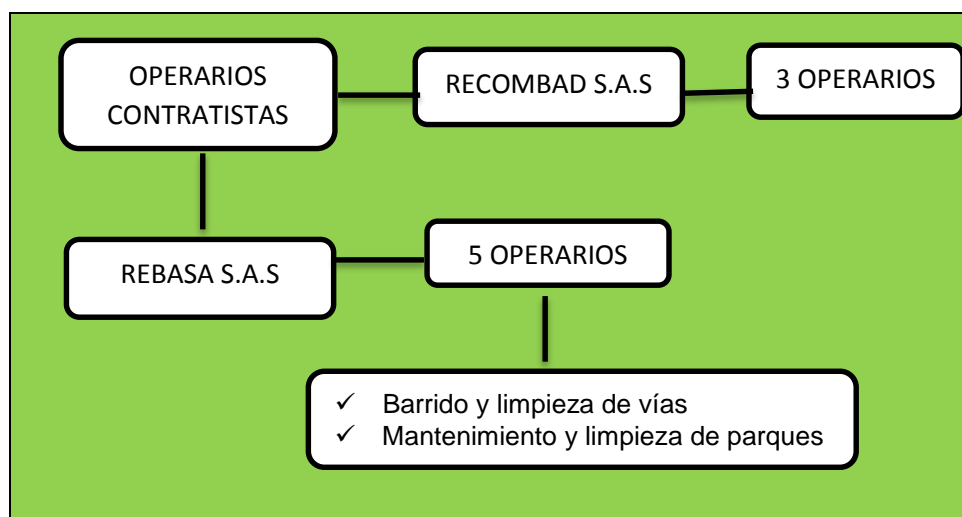 OPERARIOS
CONTRATISTAS
RECOMBAD S.A.S
3 OPERARIOS
REBASA S.A.S
5 OPERARIOS
✓ Barrido y limpieza de vías
✓ Mantenimiento y limpieza de parques